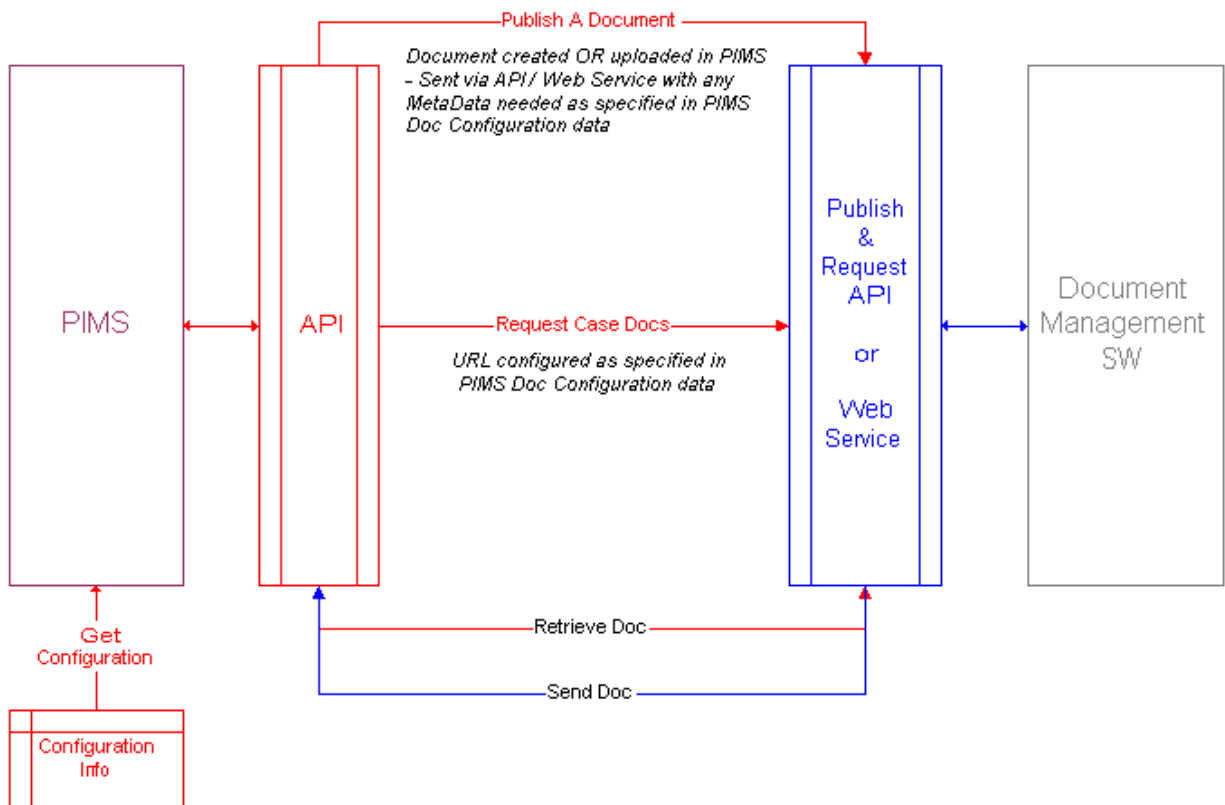 Publish A Document
Document created OR uploaded in PIMS
- Sent via API / Web Service with any
MetaData needed as specified in PIMS
Doc Configuration data
PIMS
API
Request Case Docs
URL configured as specified in
PIMS Doc Configuration data
Publish
&
Request
API
or
Web
Service
Document
Management
SW
Retrieve Doc
Send Doc
Get
Configuration
Configuration
Info